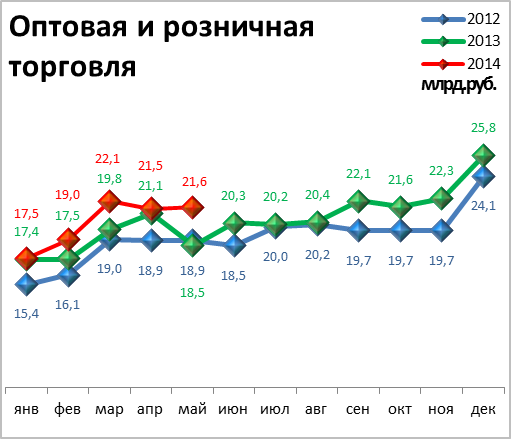 Оптовая и розничная
торговля
2012
2013
2014
млрд.руб.
25,8
22,1 21,5 21,6
19,0 19,8 21,1 20,3 20,2 20,4 22,1 21,6 22,3
17,5 17,5
17,4
24,1
15,4 16,1 19,0 18,9 18,9 18,5 20,0 20,2 19,7 19,7 19,7
18,5
янв фев мар апр май июн июл авг сен окт ноя дек